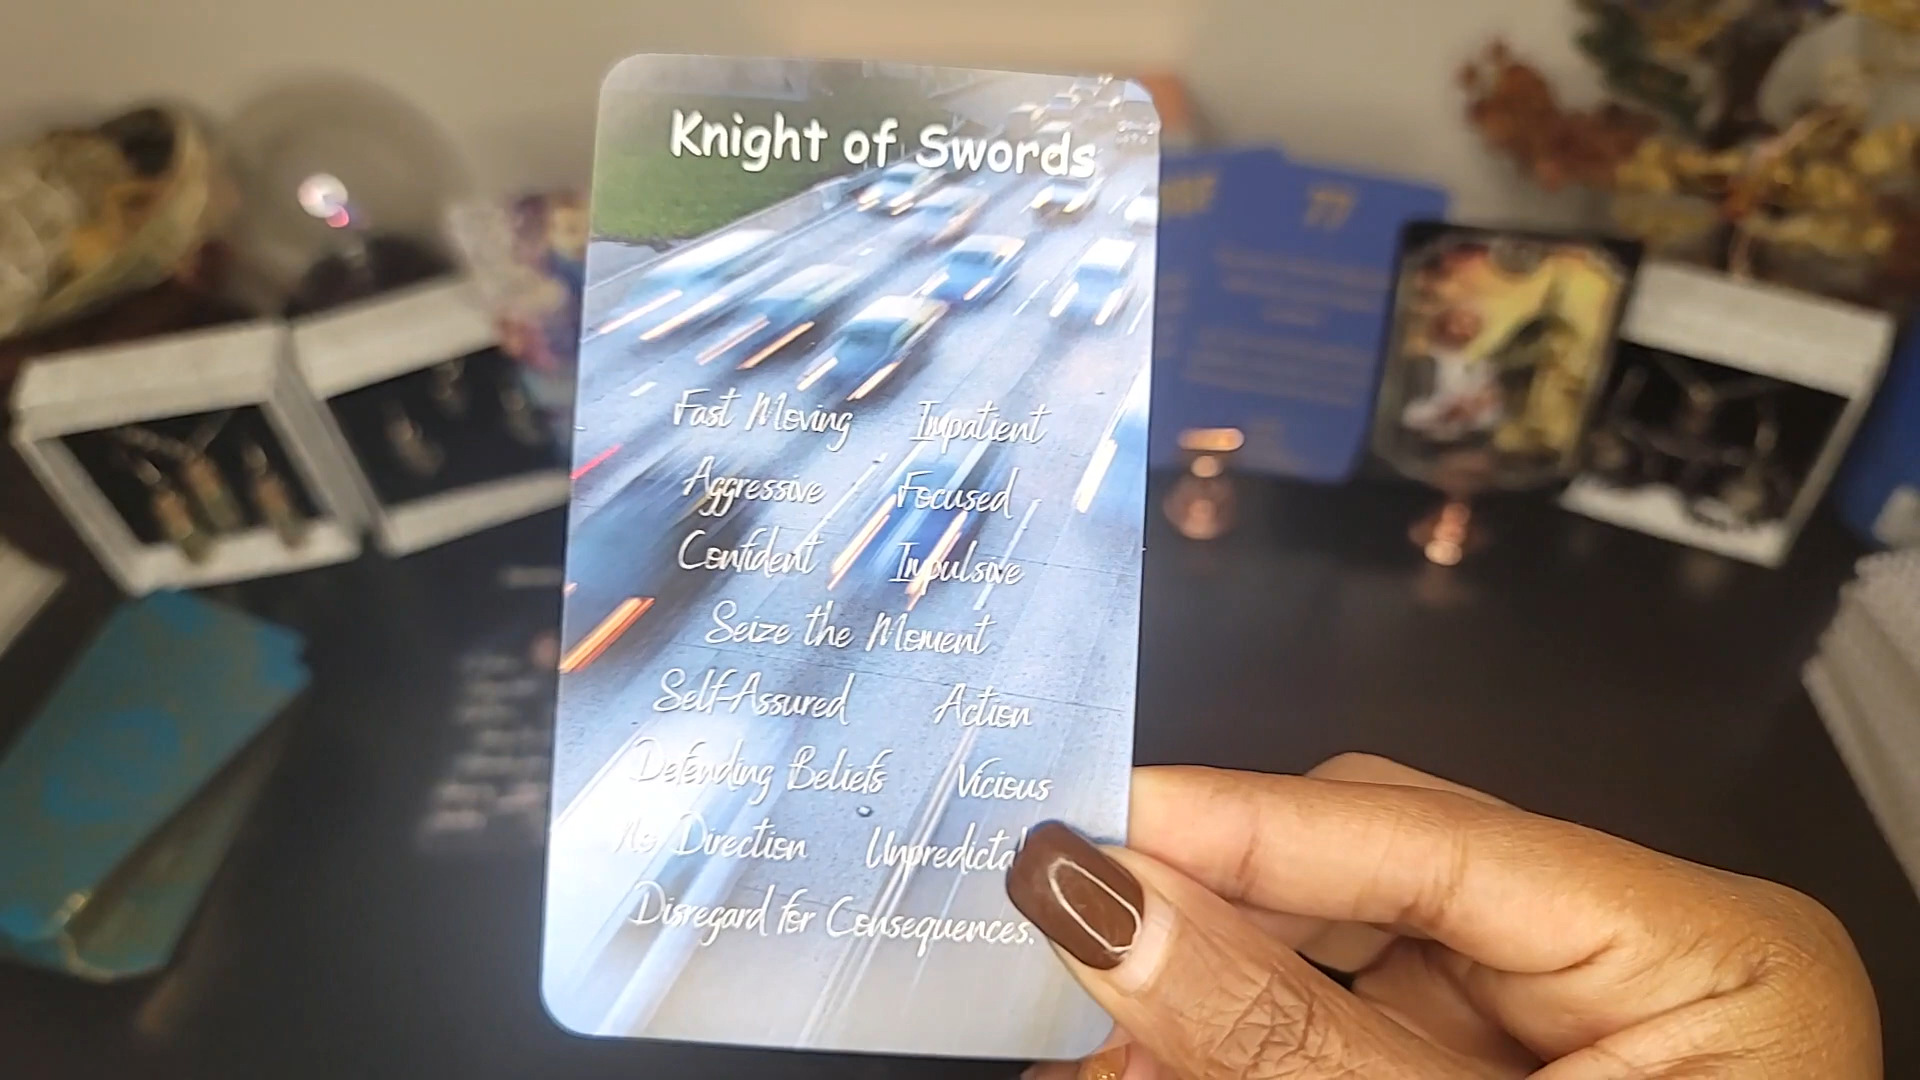 Knight of Swords
Fast Moving Impatient
Aggressive Focused
Confident Impulsive
Seize the Moment
Self-Assured Action
Defending Beliefs Vicious
No Direction
Disregard for Consequences.
77